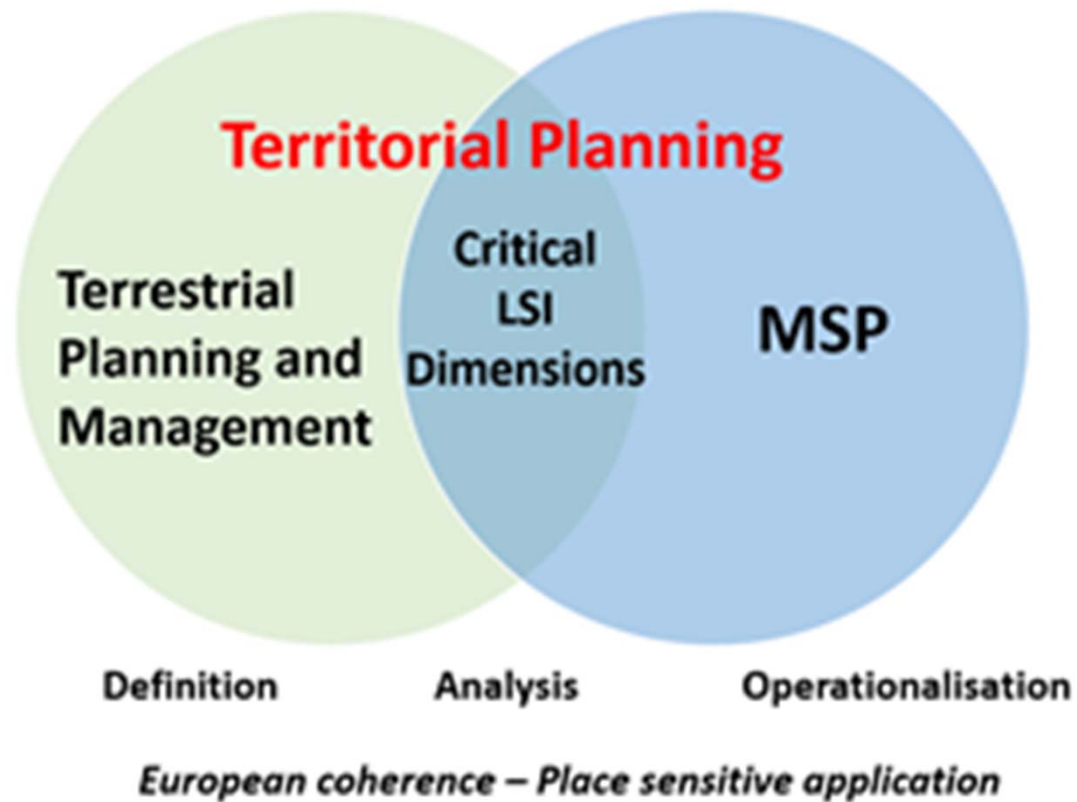 Territorial Planning
Terrestrial
Planning and
Management
Critical
LSI
Dimensions
MSP
Definition
Analysis
Operationalisation
European coherence – Place sensitive application